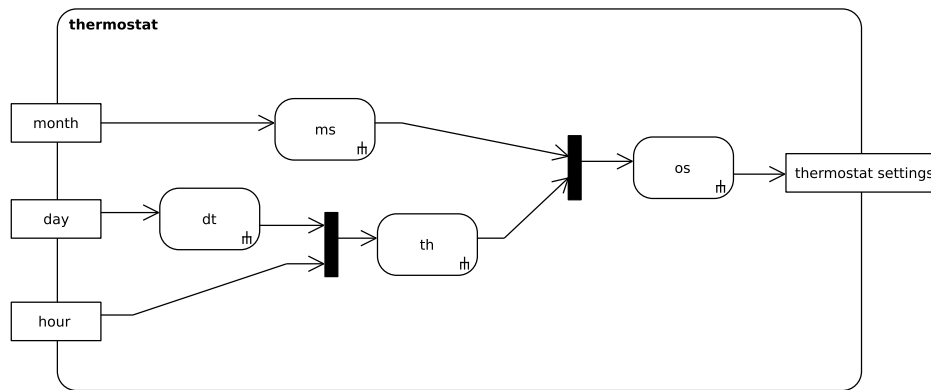 thermostat
month
ms
os
thermostat settings
day
dt
th
hour